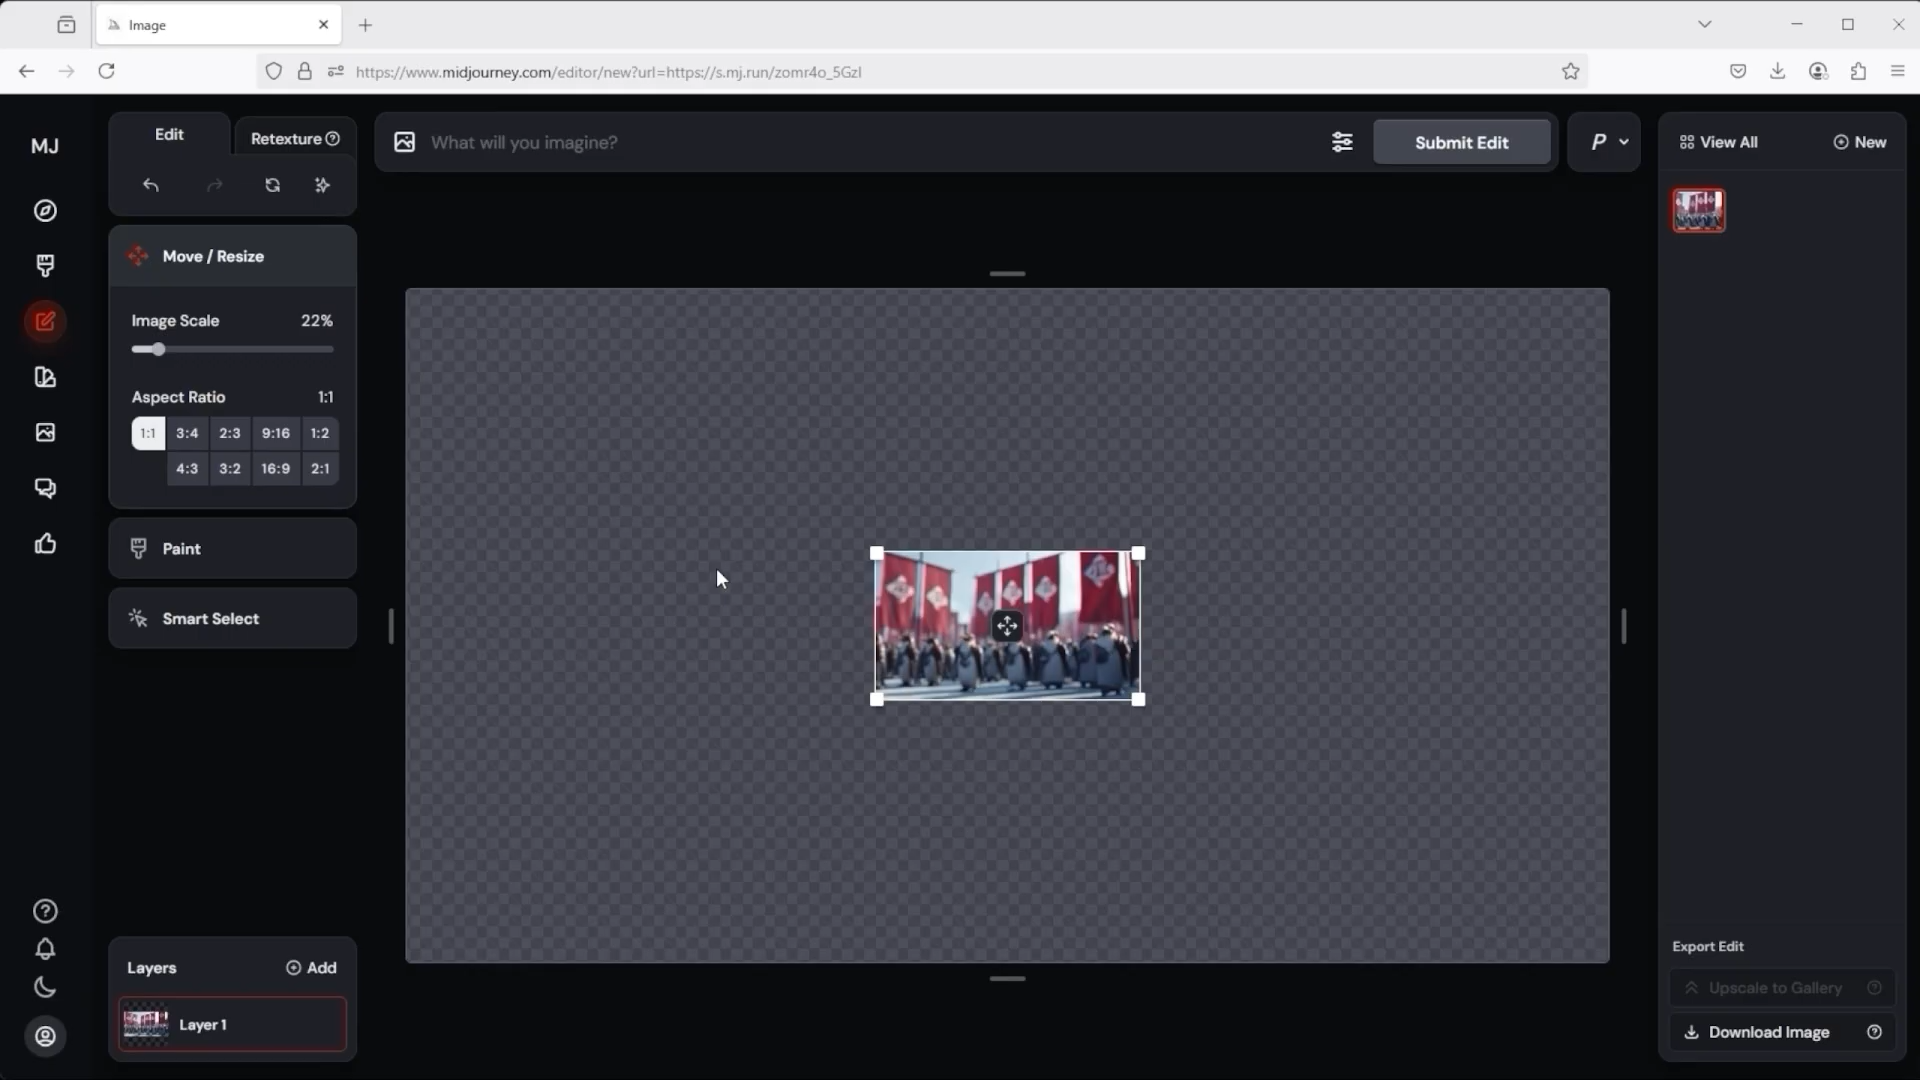 Image
https://www.midjourney.com/editor/new?url=https://s.mj.run/zomr4o_5GzI
MJ
Edit
Retexture
What will you imagine?
Submit Edit
P
View All
New
Move / Resize
Image Scale 22%
Aspect Ratio 1:1
1:1 3:4 2:3 9:16 1:2
4:3 3:2 16:9 2:1
Paint
Smart Select
Layers
Add
Layer 1
Export Edit
Upscale to Gallery
Download Image